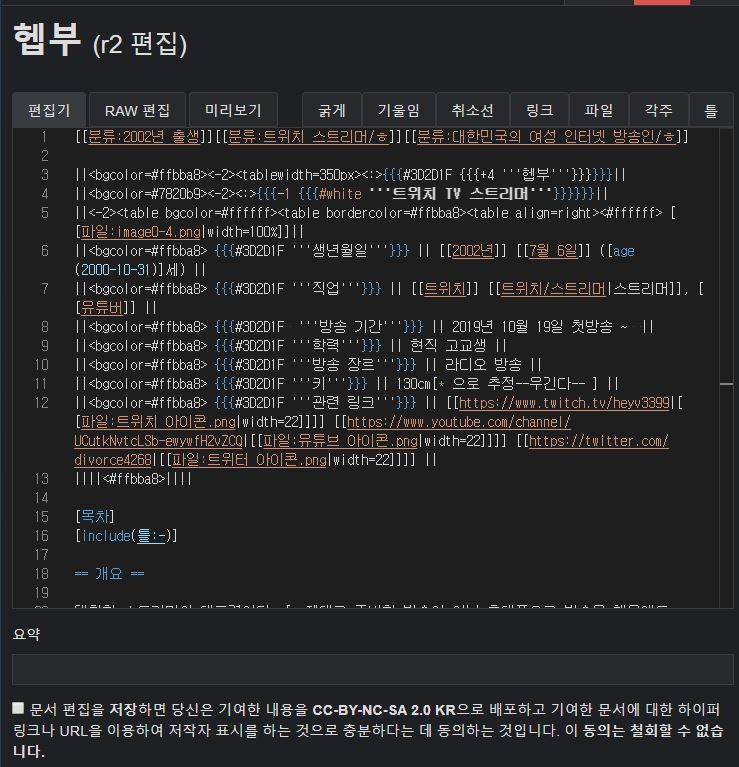 헵부 (r2 편집)
편집기 RAW 편집 미리보기 굵게 기울임 취소선 링크 파일 각주 틀
1 [[분류:2002년 출생]][[분류:트위치 스트리머/ㅎ]][[분류:대한민국의 여성 인터넷 방송인/ㅎ]]
2
3 ||<bgcolor=#ffbba8><-2><tablewidth=350px><:>{{{#3D2D1F {{{+4 '''헵부'''}}}}}}||
4 ||<bgcolor=#7820b9><-2><:>{{{-1 {{{#white '''트위치 TV 스트리머'''}}}}}}||
5 ||<-2><table bgcolor=#ffffff><table bordercolor=#ffbba8><table align=right><#ffffff> [
[파일:image0-4.png|width=100%]]||
6 ||<bgcolor=#ffbba8> {{{#3D2D1F '''생년월일'''}}} || [[2002년]] [[7월 6일]] ([age
(2000-10-31)]세) ||
7 ||<bgcolor=#ffbba8> {{{#3D2D1F '''직업'''}}} || [[트위치]] [[트위치/스트리머|스트리머]], [
[유튜버]] ||
8 ||<bgcolor=#ffbba8> {{{#3D2D1F '''방송 기간'''}}} || 2019년 10월 19일 첫방송 ~ ||
9 ||<bgcolor=#ffbba8> {{{#3D2D1F '''학력'''}}} || 현직 고교생 ||
10 ||<bgcolor=#ffbba8> {{{#3D2D1F '''방송 장르'''}}} || 라디오 방송 ||
11 ||<bgcolor=#ffbba8> {{{#3D2D1F '''키'''}}} || 130cm[* 으로 추정--우긴다-- ] ||
12 ||<bgcolor=#ffbba8> {{{#3D2D1F '''관련 링크'''}}} || [[https://www.twitch.tv/heyv3399|[
[파일:트위치 아이콘.png|width=22]]]] [[https://www.youtube.com/channel/
UCutkNvtcLSb-ewywfH2vZCQ|[[파일:유튜브 아이콘.png|width=22]]]] [[https://twitter.com/
divorce4268|[[파일:트위터 아이콘.png|width=22]]]] ||
13 ||||<#ffbba8>||||
14
15 [목차]
16 [include(틀:-)]
17
18 == 개요 ==
19
요약
문서 편집을 저장하면 당신은 기여한 내용을 CC-BY-NC-SA 2.0 KR으로 배포하고 기여한 문서에 대한 하이퍼
링크나 URL을 이용하여 저작자 표시를 하는 것으로 충분하다는 데 동의하는 것입니다. 이 동의는 철회할 수 없습
니다.